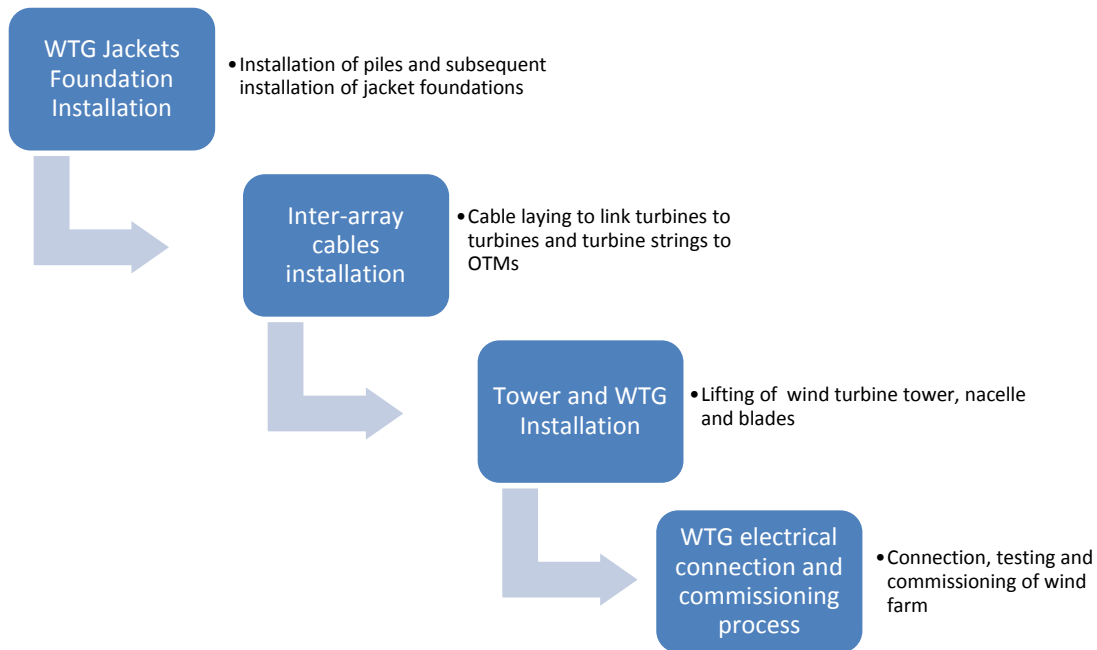 WTG Jackets
Foundation
Installation
•Installation of piles and subsequent
installation of jacket foundations
Inter-array
cables
installation
•Cable laying to link turbines to
turbines and turbine strings to
OTMs
Tower and WTG
Installation
•Lifting of wind turbine tower, nacelle
and blades
WTG electrical
connection and
commissioning
process
•Connection, testing and
commissioning of wind
farm